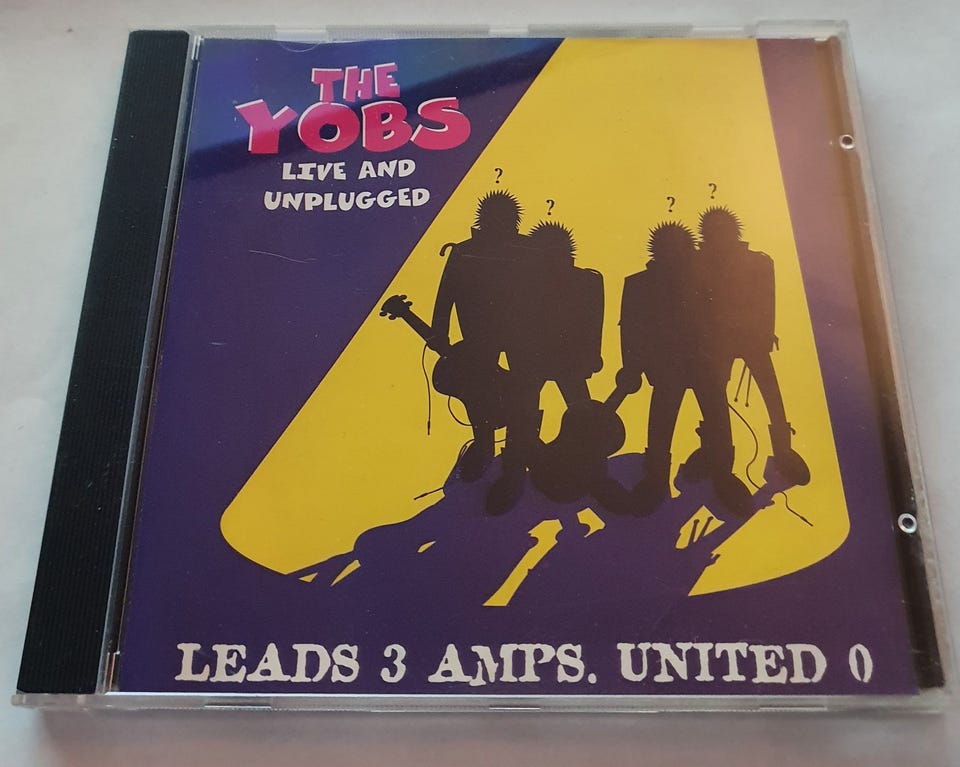 THE
YOBS
LIVE AND
UNPLUGGED
? ? ? ?
LEADS 3 AMPS. UNITED 0